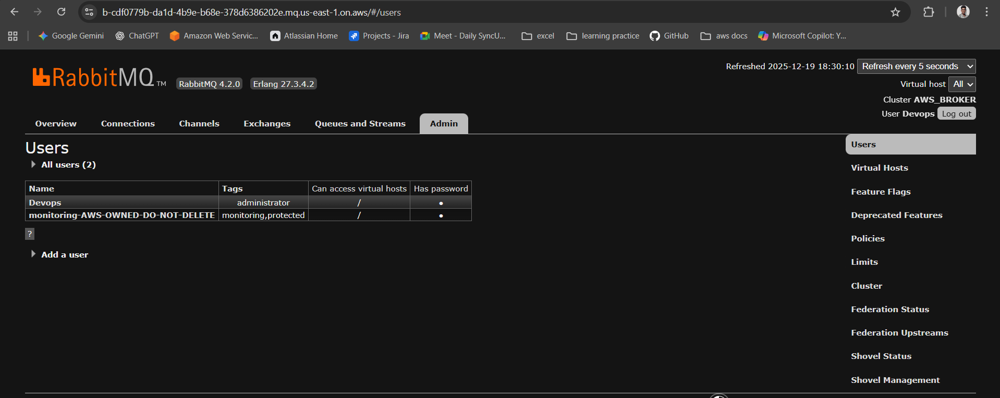 b-cdf0779b-da1d-4b9e-b68e-378d6386202e.mq.us-east-1.on.aws/#/users
Google Gemini ChatGPT Amazon Web Servic... Atlassian Home Projects - Jira Meet - Daily SyncU... excel learning practice GitHub aws docs Microsoft Copilot: Y...
Refreshed 2025-12-19 18:30:10 Refresh every 5 seconds
RabbitMQ TM RabbitMQ 4.2.0 Erlang 27.3.4.2
Virtual host All
Cluster AWS_BROKER
User Devops Log out
Overview Connections Channels Exchanges Queues and Streams Admin
Users
All users (2)
Name Tags Can access virtual hosts Has password
Devops administrator / ●
monitoring-AWS-OWNED-DO-NOT-DELETE monitoring,protected / ●
?
Add a user
Users
Virtual Hosts
Feature Flags
Deprecated Features
Policies
Limits
Cluster
Federation Status
Federation Upstreams
Shovel Status
Shovel Management